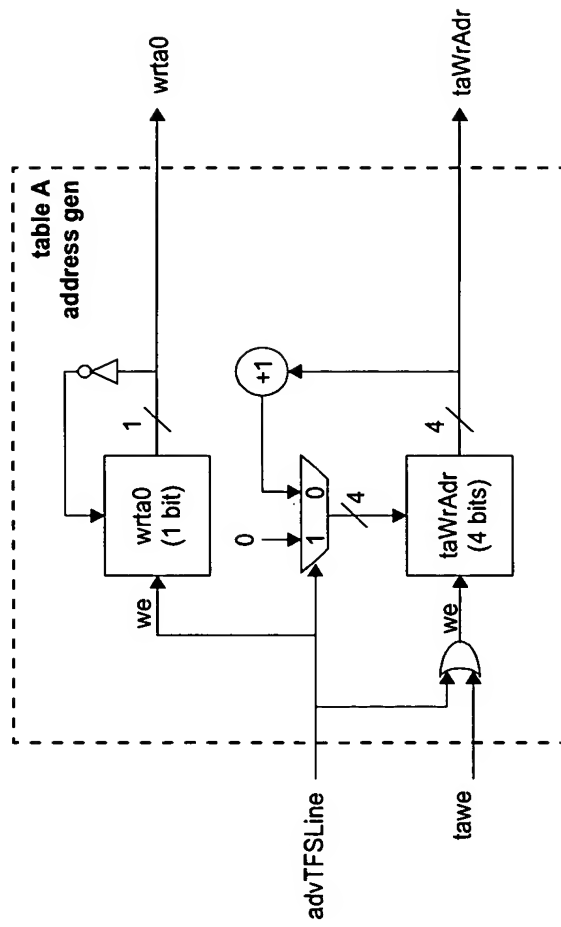 table A
address gen
wrta0
1
wrta0
(1 bit)
we
+1
0
1 0
4
4
taWrAdr
taWrAdr
(4 bits)
we
advTFSLine
tawe